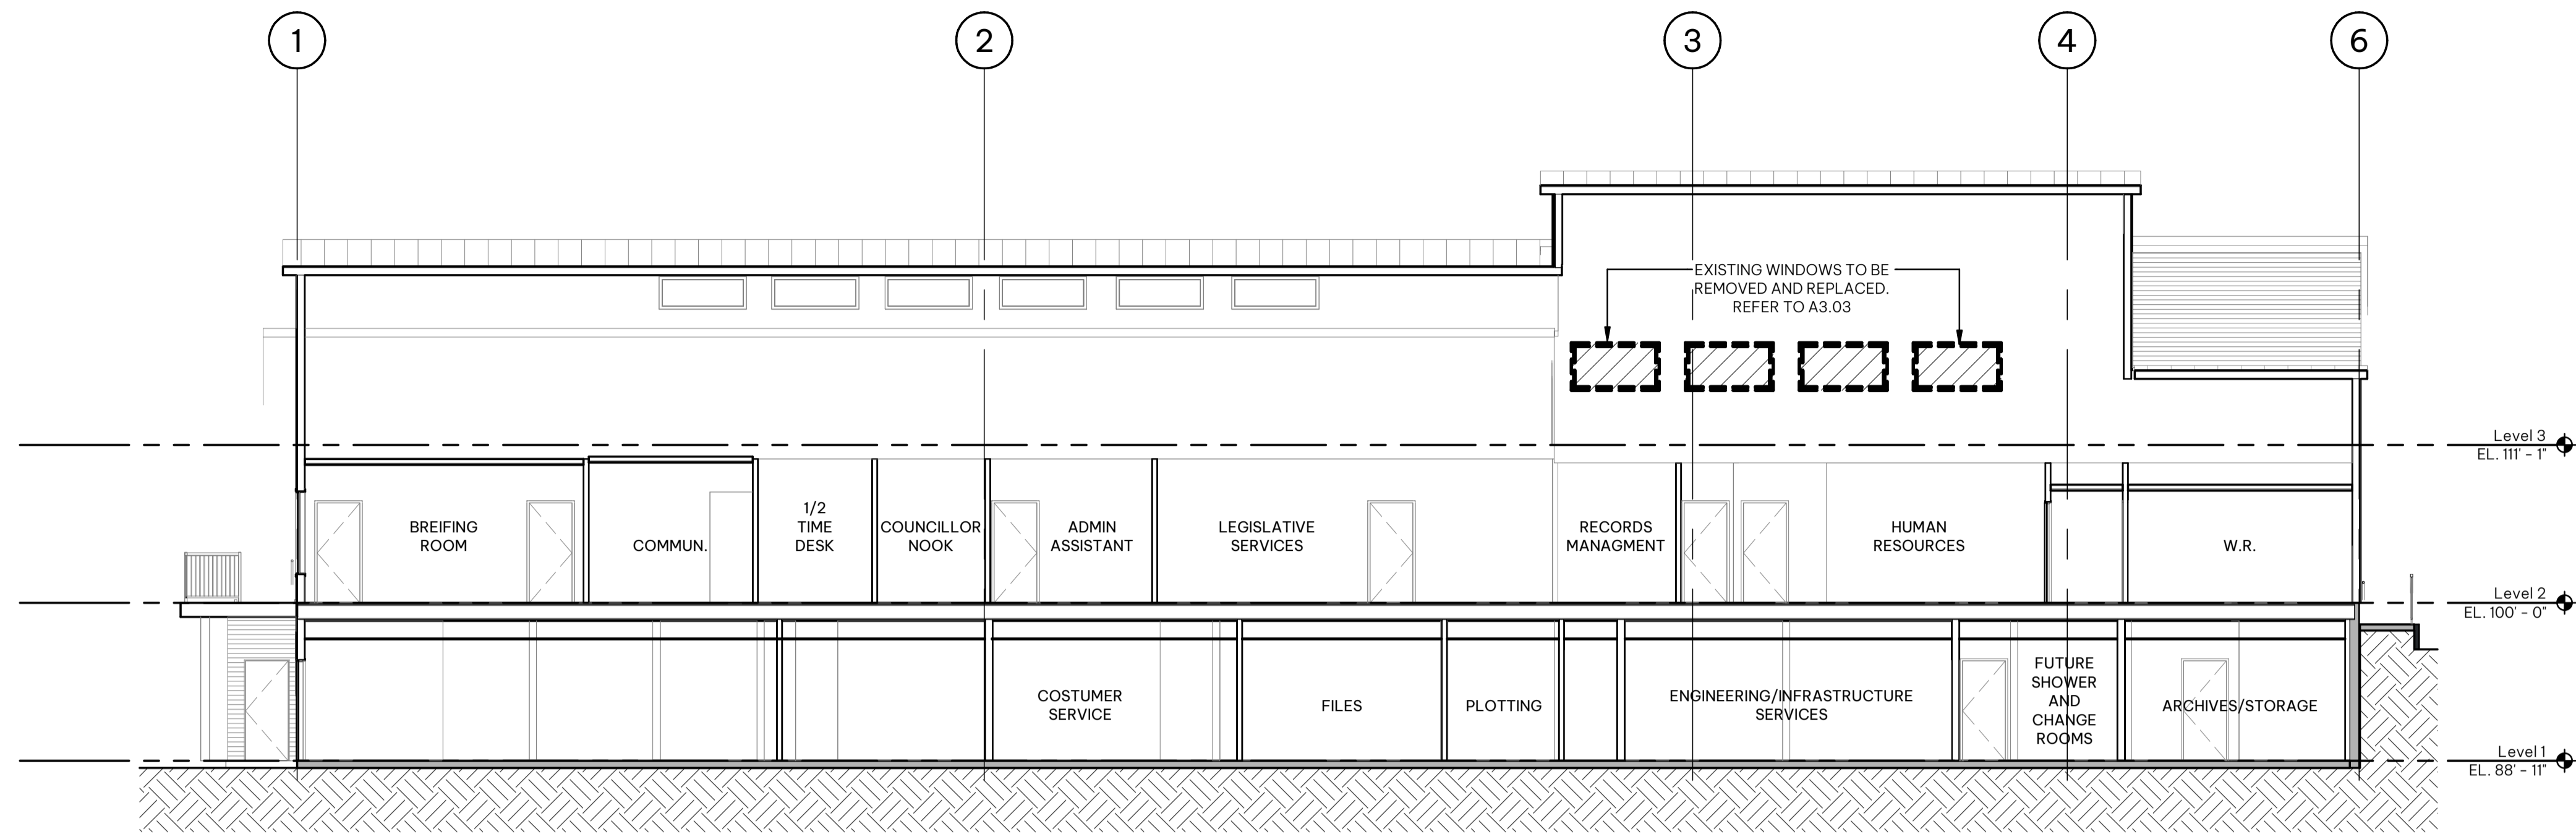 1
2
3
4
6
EXISTING WINDOWS TO BE
REMOVED AND REPLACED.
REFER TO A3.03
Level 3
EL. 111' - 1"
BREIFING
ROOM
COMMUN.
1/2
TIME
DESK
COUNCILLOR
NOOK
ADMIN
ASSISTANT
LEGISLATIVE
SERVICES
RECORDS
MANAGMENT
HUMAN
RESOURCES
W.R.
Level 2
EL. 100' - 0"
COSTUMER
SERVICE
FILES
PLOTTING
ENGINEERING/INFRASTRUCTURE
SERVICES
FUTURE
SHOWER
AND
CHANGE
ROOMS
ARCHIVES/STORAGE
Level 1
EL. 88' - 11"